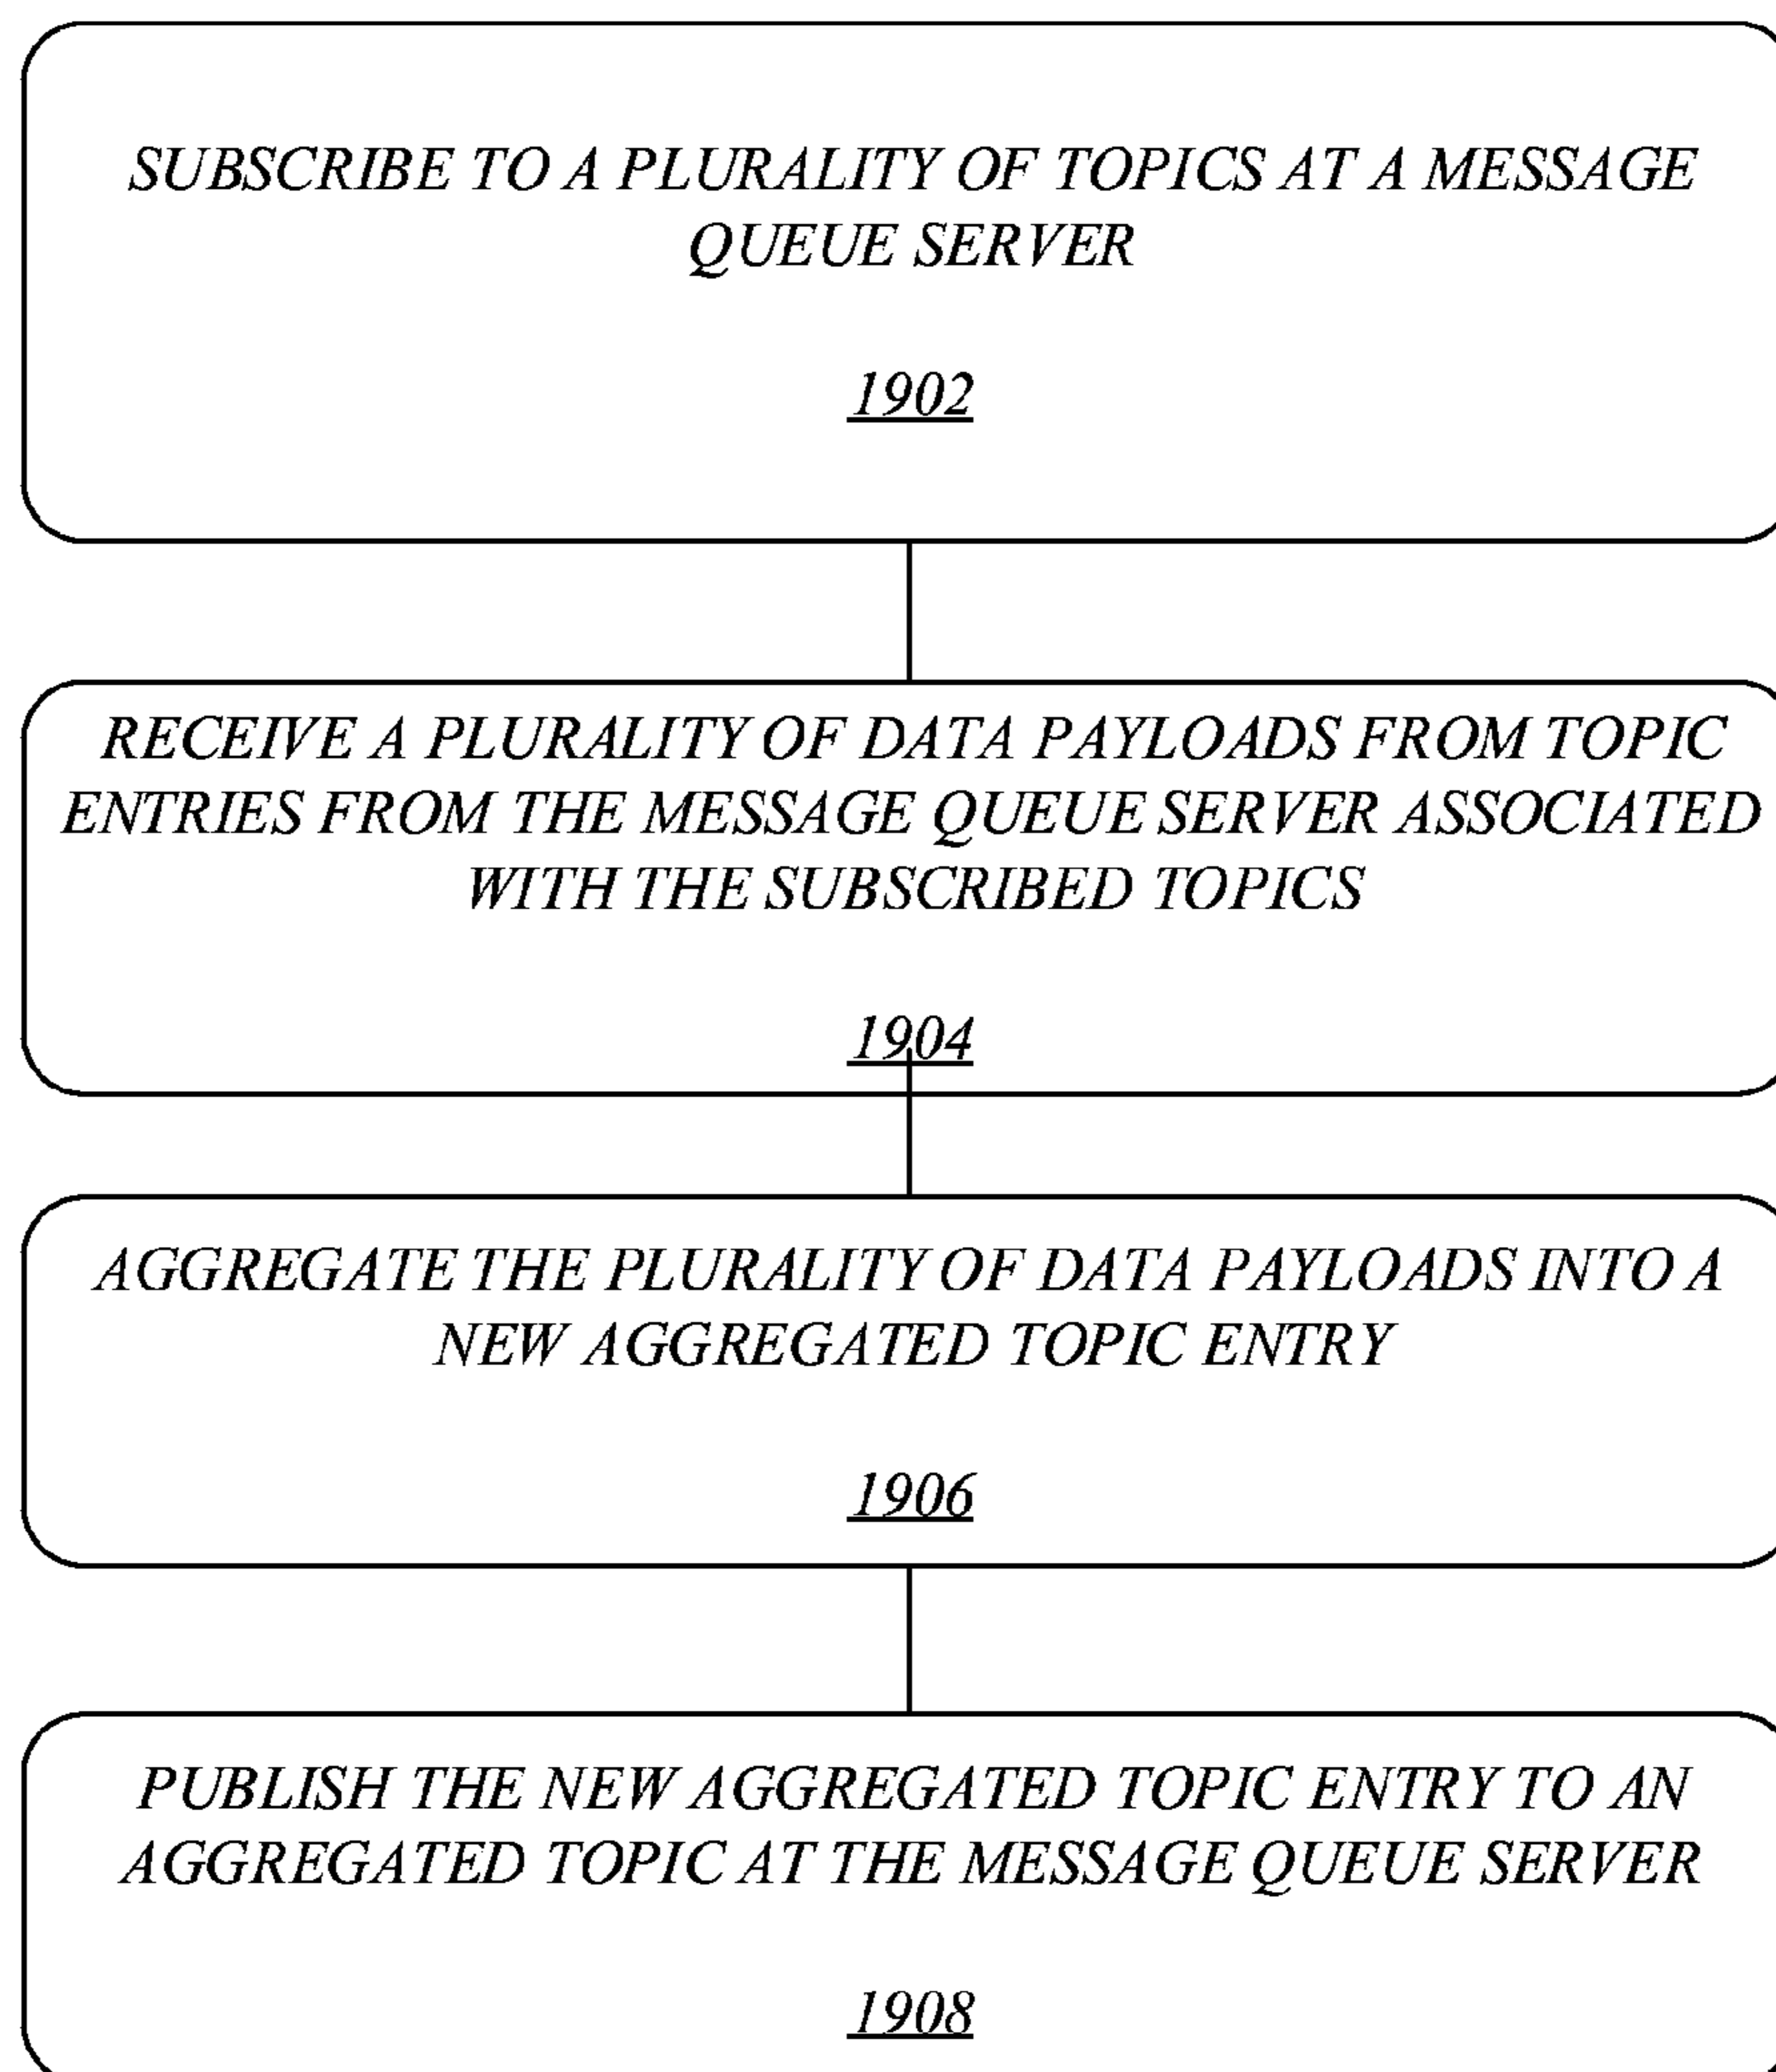 SUBSCRIBE TO A PLURALITY OF TOPICS AT A MESSAGE
QUEUE SERVER
1902
RECEIVE A PLURALITY OF DATA PAYLOADS FROM TOPIC
ENTRIES FROM THE MESSAGE QUEUE SERVER ASSOCIATED
WITH THE SUBSCRIBED TOPICS
1904
AGGREGATE THE PLURALITY OF DATA PAYLOADS INTO A
NEW AGGREGATED TOPIC ENTRY
1906
PUBLISH THE NEW AGGREGATED TOPIC ENTRY TO AN
AGGREGATED TOPIC AT THE MESSAGE QUEUE SERVER
1908